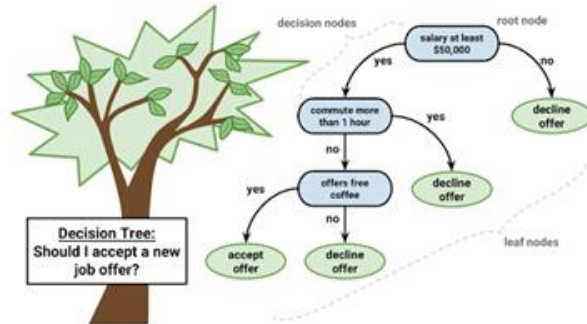 decision nodes
root node
salary at least
$50,000
yes
no
commute more
than 1 hour
decline
offer
yes
no
offers free
coffee
decline
offer
yes
no
leaf nodes
accept
offer
decline
offer
Decision Tree:
Should I accept a new
job offer?